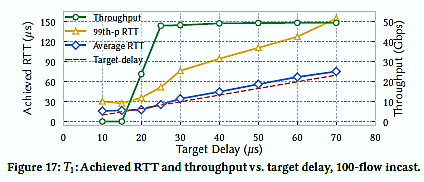 Achieved RTT (μs)
150
120
90
60
30
0
Throughput
99th-p RTT
Average RTT
Target delay
50
40
30
20
10
0
Throughput (Gbps)
0 10 20 30 40 50 60 70 80
Target Delay (μs)
Figure 17: T₁: Achieved RTT and throughput vs. target delay, 100-flow incast.